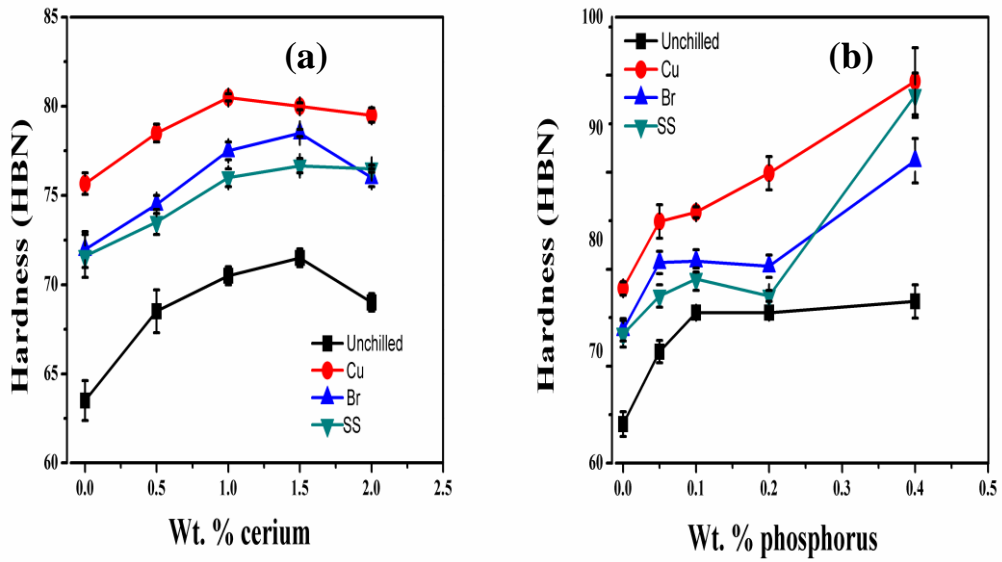 (a)
Hardness (HBN)
85
80
75
70
65
60
Unchilled
Cu
Br
SS
0.0 0.5 1.0 1.5 2.0 2.5
Wt. % cerium
(b)
Hardness (HBN)
100
90
80
70
60
Unchilled
Cu
Br
SS
0.0 0.1 0.2 0.3 0.4 0.5
Wt. % phosphorus